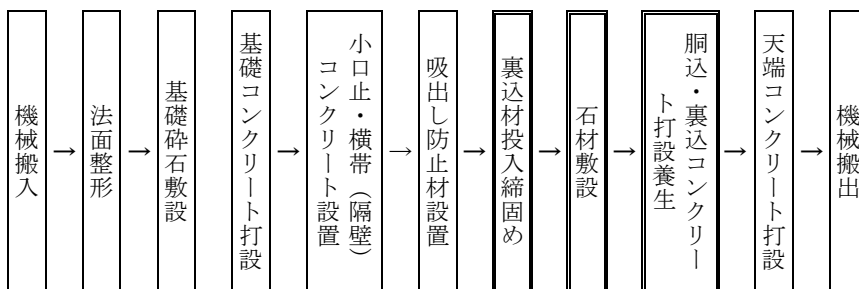 機械搬入
→
法面整形
→
基礎砕石敷設
基礎コンクリート打設
→
小口止・横帯（隔壁）
コンクリート設置
→
吸出し防止材設置
→
裏込材投入締固め
→
石材敷設
→
胴込・裏込コンクリー
ト打設養生
→
天端コンクリート打設
→
機械搬出